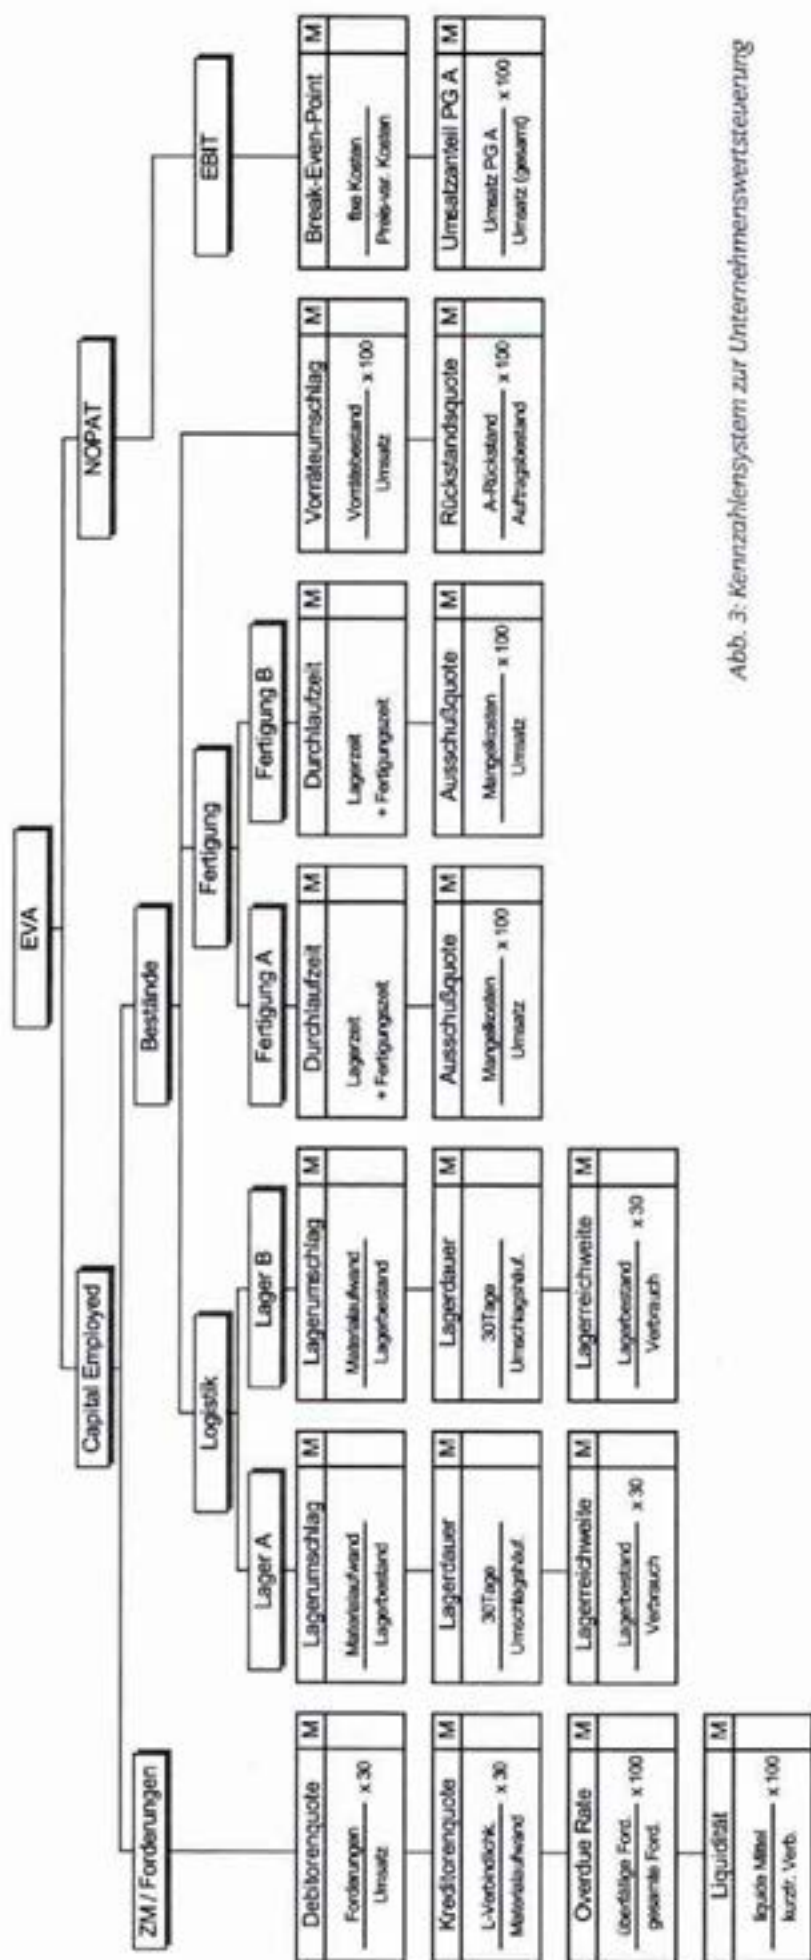 EVA
Capital Employed
NOPAT
ZM / Forderungen
Bestände
EBIT
Logistik
Fertigung
Lager A
Lager B
Fertigung A
Fertigung B
Debitorenquote M
Forderungen
Umsatz
x 30
Lagerumschlag M
Materialaufwand
Lagerbestand
Lagerumschlag M
Materialaufwand
Lagerbestand
Durchlaufzeit M
Lagerzeit
+ Fertigungszeit
Durchlaufzeit M
Lagerzeit
+ Fertigungszeit
Vorräteumschlag M
Vorrätebestand
Umsatz
x 100
Break-Even-Point M
fixe Kosten
Preis-var. Kosten
Kreditorenquote M
L-Verbindlichk.
Materialaufwand
x 30
Lagerdauer M
30Tage
Umschlagshäuf.
Lagerdauer M
30Tage
Umschlagshäuf.
Ausschußquote M
Mangelkosten
Umsatz
x 100
Ausschußquote M
Mangelkosten
Umsatz
x 100
Rückstandsquote M
A-Rückstand
Auftragsbestand
x 100
Umsatzanteil PG A M
Umsatz PG A
Umsatz (gesamt)
x 100
Overdue Rate M
überfällige Ford.
gesamte Ford.
x 100
Lagerreichweite M
Lagerbestand
Verbrauch
x 30
Lagerreichweite M
Lagerbestand
Verbrauch
x 30
Liquidität M
liquide Mittel
kurzfr. Verb.
x 100
Abb. 3: Kennzahlensystem zur Unternehmenswertsteuerung